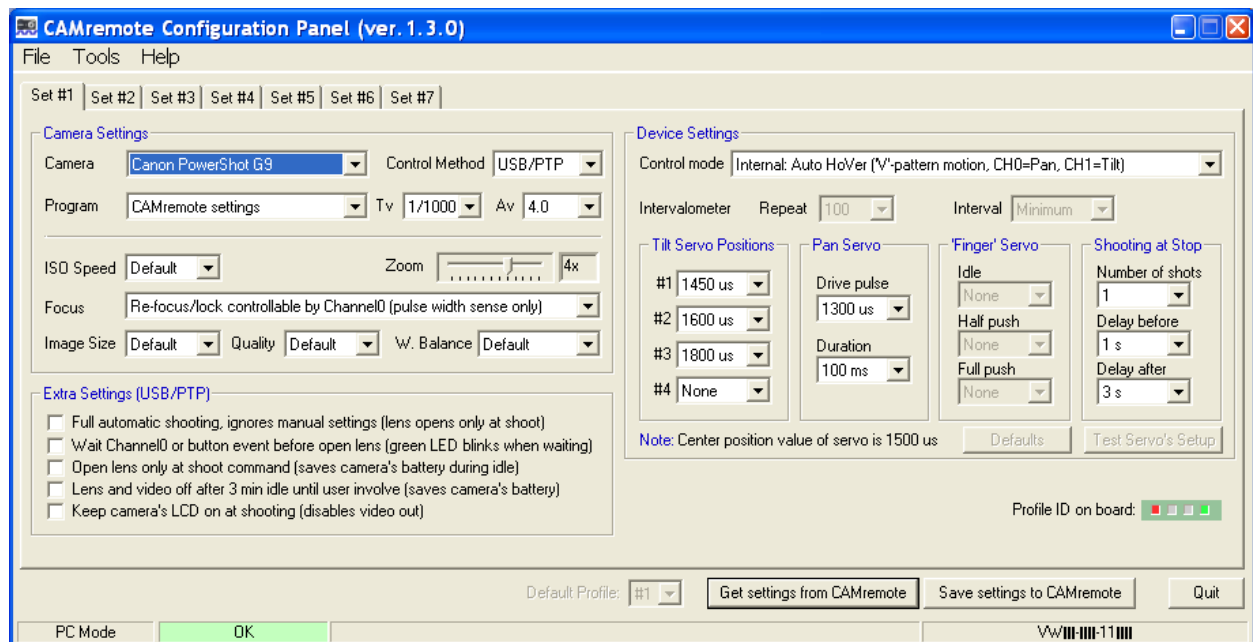 CAMremote Configuration Panel (ver. 1.3.0)
File Tools Help
Set #1 Set #2 Set #3 Set #4 Set #5 Set #6 Set #7
Camera Settings
Camera Canon PowerShot G9 Control Method USB/PTP
Program CAMremote settings Tv 1/1000 Av 4.0
ISO Speed Default Zoom 4x
Focus Re-focus/lock controllable by Channel0 (pulse width sense only)
Image Size Default Quality Default W. Balance Default
Extra Settings (USB/PTP)
Full automatic shooting, ignores manual settings (lens opens only at shoot)
Wait Channel0 or button event before open lens (green LED blinks when waiting)
Open lens only at shoot command (saves camera's battery during idle)
Lens and video off after 3 min idle until user involve (saves camera's battery)
Keep camera's LCD on at shooting (disables video out)
Device Settings
Control mode Internal: Auto HoVer ('V'-pattern motion, CH0=Pan, CH1=Tilt)
Intervalometer Repeat 100 Interval Minimum
Tilt Servo Positions
#1 1450 us
#2 1600 us
#3 1800 us
#4 None
Pan Servo
Drive pulse
1300 us
Duration
100 ms
'Finger' Servo
Idle
None
Half push
None
Full push
None
Shooting at Stop
Number of shots
1
Delay before
1 s
Delay after
3 s
Note: Center position value of servo is 1500 us Defaults Test Servo's Setup
Profile ID on board:
Default Profile: #1 Get settings from CAMremote Save settings to CAMremote Quit
PC Mode OK